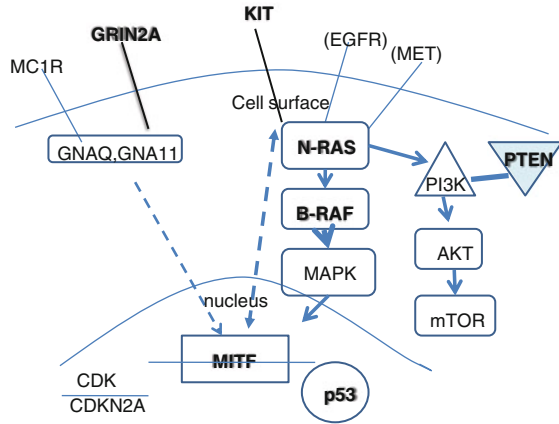 KIT
GRIN2A
(EGFR)
(MET)
MC1R
Cell surface
GNAQ,GNA11
N-RAS
PTEN
PI3K
B-RAF
AKT
MAPK
nucleus
mTOR
MITF
CDK
CDKN2A
p53